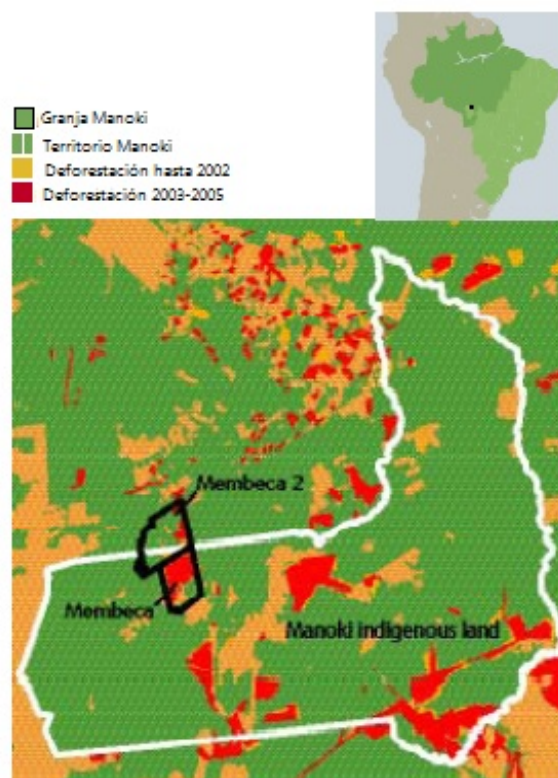 Granja Manoki
Territorio Manoki
Deforestación hasta 2002
Deforestación 2003-2005
Membeca 2
Membeca
Manoki indigenous land